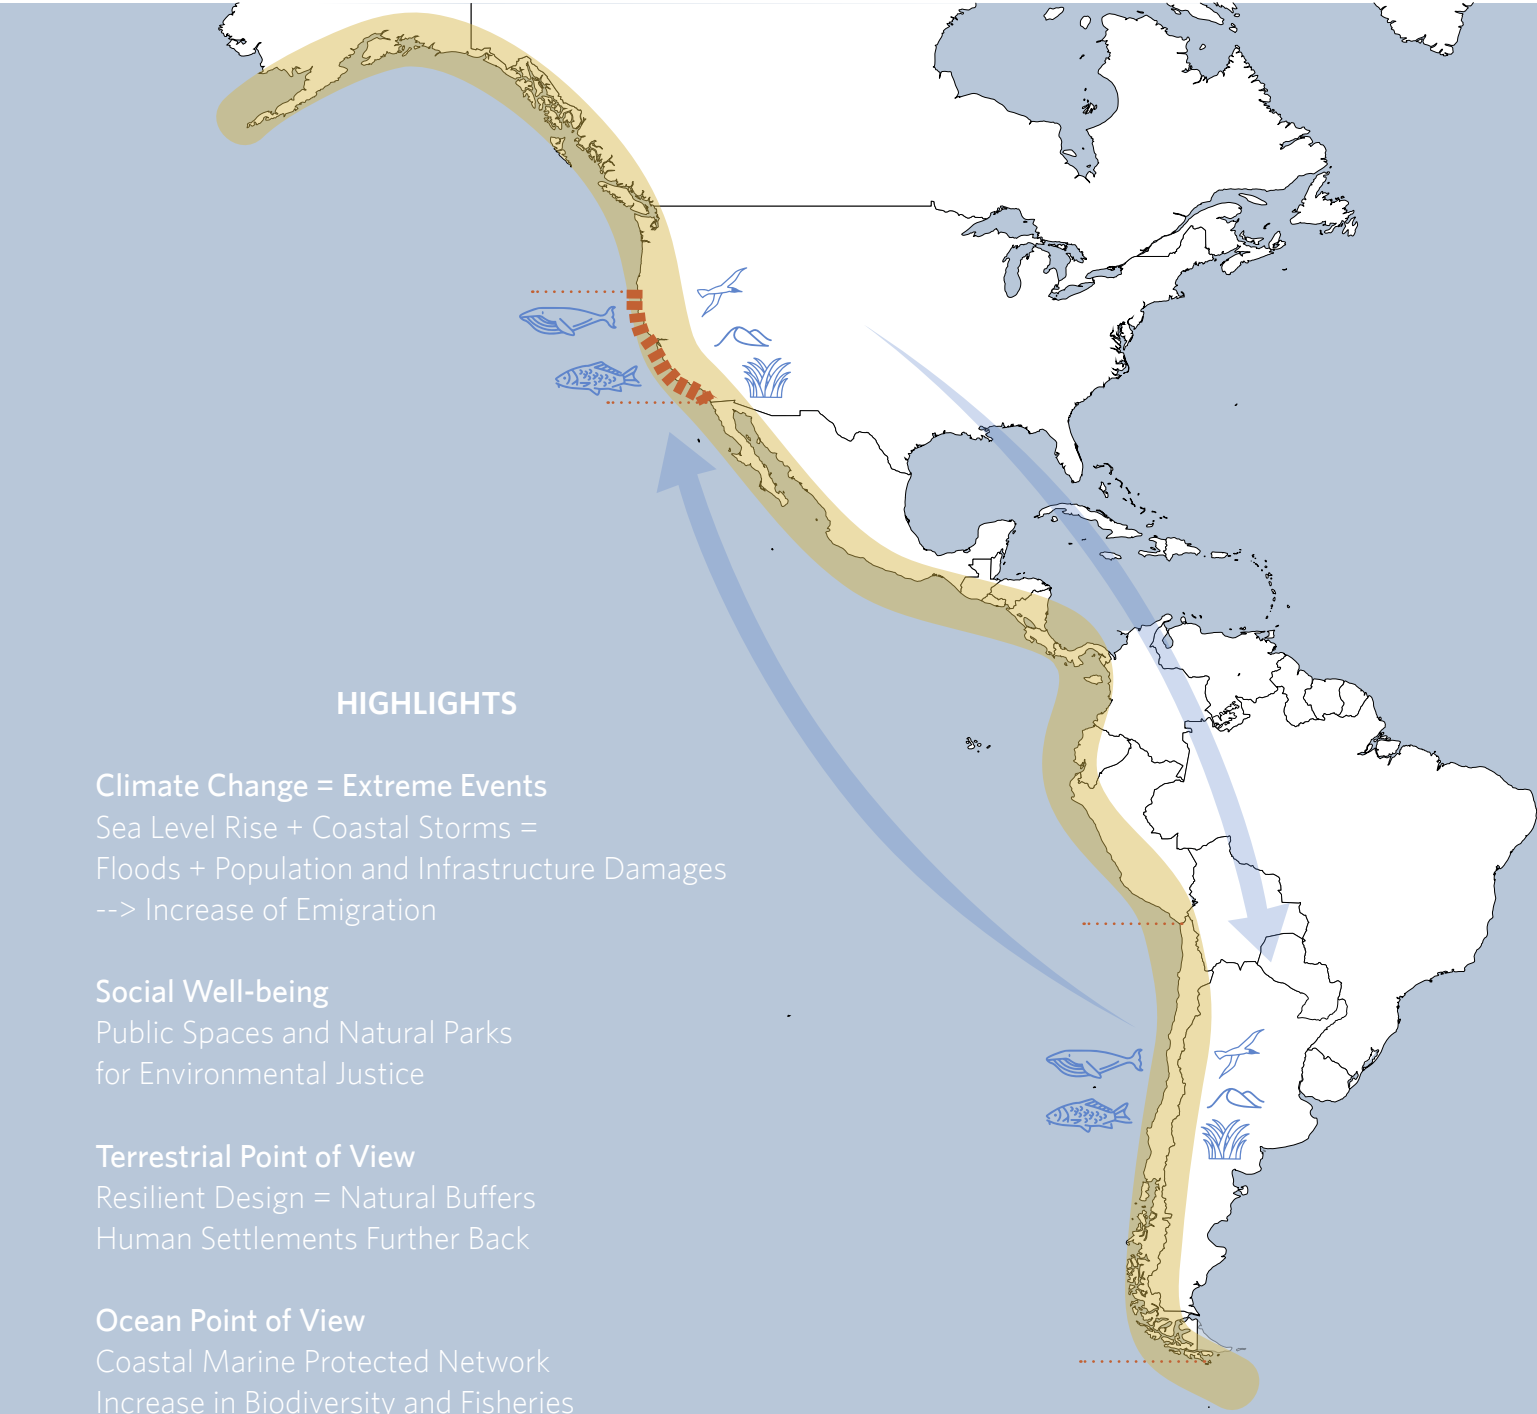 HIGHLIGHTS
Climate Change = Extreme Events
Sea Level Rise + Coastal Storms =
Floods + Population and Infrastructure Damages
--> Increase of Emigration
Social Well-being
Public Spaces and Natural Parks
for Environmental Justice
Terrestrial Point of View
Resilient Design = Natural Buffers
Human Settlements Further Back
Ocean Point of View
Coastal Marine Protected Network
Increase in Biodiversity and Fisheries